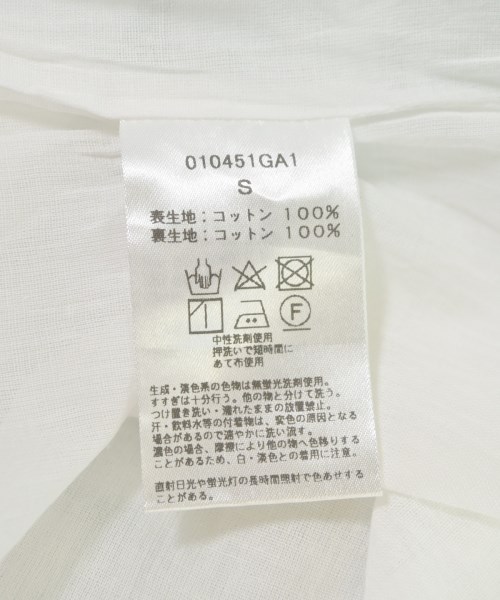 010451GA1
S
表生地：コットン 100%
裏生地：コットン 100%
F
中性洗剤使用
押洗いで短時間に
あて布使用
生成・淡色系の色物は無蛍光洗剤使用。
すすぎは十分行う。他の物と分けて洗う。
つけ置き洗い・濡れたままの放置禁止。
汗・飲料水等の付着物は、変色の原因となる
場合があるので速やかに洗い流す。
濃色の場合、摩擦により他の物へ色移りする
ことがあるため、白・淡色との着用に注意。
直射日光や蛍光灯の長時間照射で色あせする
ことがある。